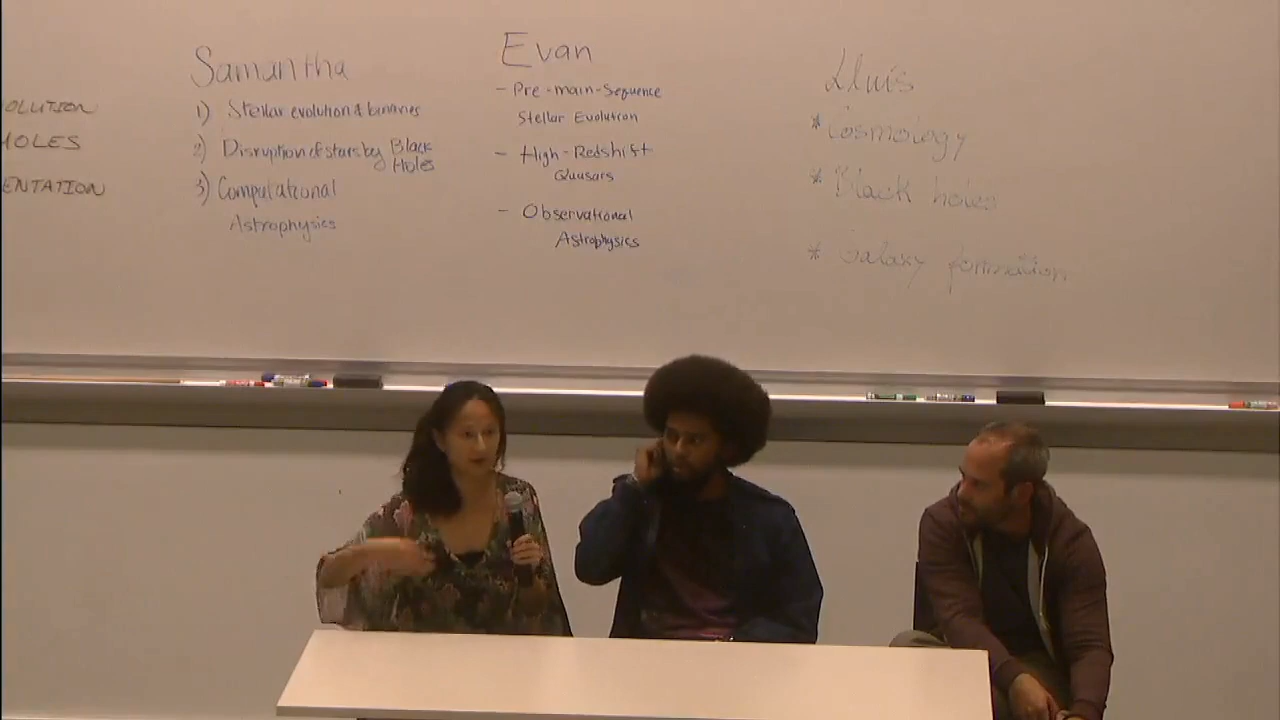 OLUTION
HOLES
ENTATION
Samantha
1) Stellar evolution & binaries
2) Disruption of stars by Black
Holes
3) Computational
Astrophysics
Evan
- Pre-main-Sequence
Stellar Evolution
- High-Redshift
Quasars
- Observational
Astrophysics
Lluís
* Cosmology
* Black holes
* Galaxy formation